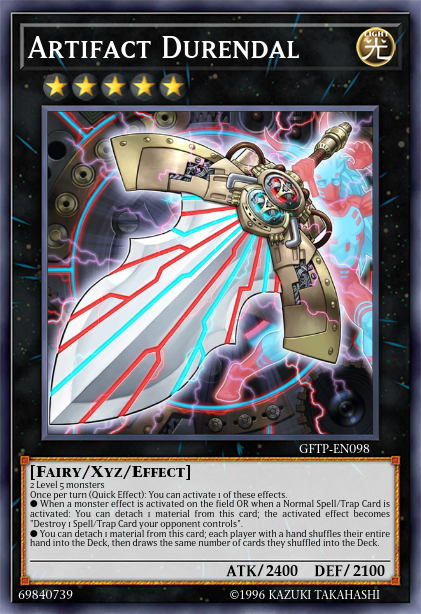 Artifact Durendal
LIGHT
光
GFTP-EN098
[Fairy/Xyz/Effect]
2 Level 5 monsters
Once per turn (Quick Effect): You can activate 1 of these effects.
● When a monster effect is activated on the field OR when a Normal Spell/Trap Card is
activated: You can detach 1 material from this card; the activated effect becomes
"Destroy 1 Spell/Trap Card your opponent controls".
● You can detach 1 material from this card; each player with a hand shuffles their entire
hand into the Deck, then draws the same number of cards they shuffled into the Deck.
ATK/2400 DEF/2100
69840739 ©1996 KAZUKI TAKAHASHI